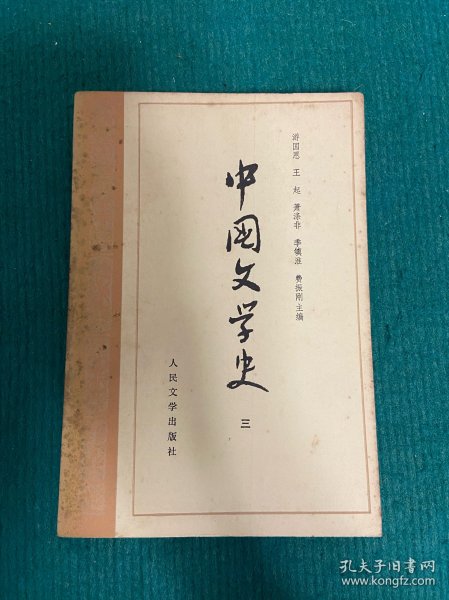 游国恩 王起 萧涤非 季镇淮 费振刚主编
中国文学史
三
人民文学出版社
孔夫子旧书网
www.kongfz.com